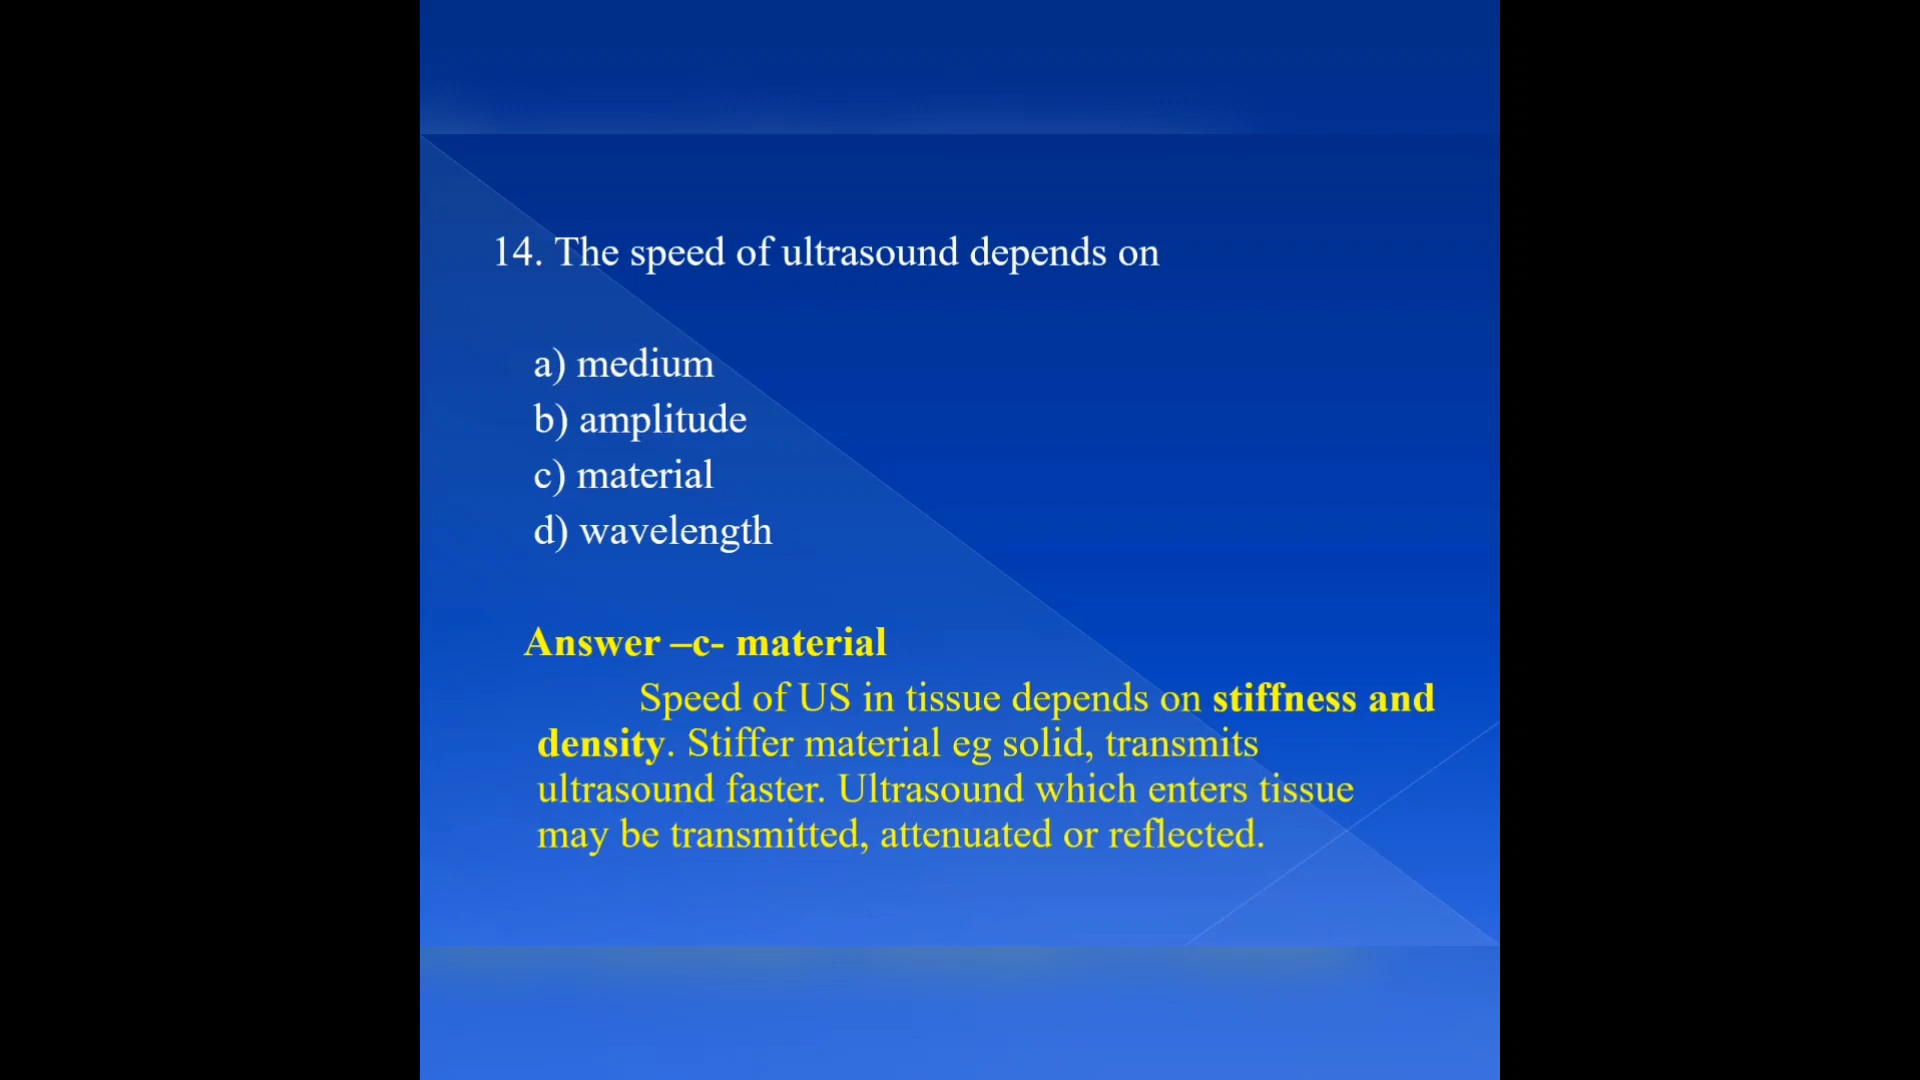 14. The speed of ultrasound depends on
a) medium
b) amplitude
c) material
d) wavelength
Answer –c- material
Speed of US in tissue depends on stiffness and
density. Stiffer material eg solid, transmits
ultrasound faster. Ultrasound which enters tissue
may be transmitted, attenuated or reflected.